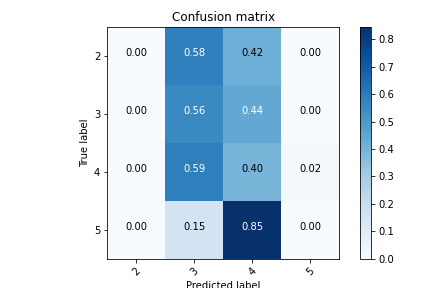 Confusion matrix
0.8
2 0.00 0.58 0.42 0.00
0.7
0.6
3 0.00 0.56 0.44 0.00
0.5
True label
0.4
4 0.00 0.59 0.40 0.02
0.3
0.2
5 0.00 0.15 0.85 0.00
0.1
0.0
2 3 4 5
Predicted label